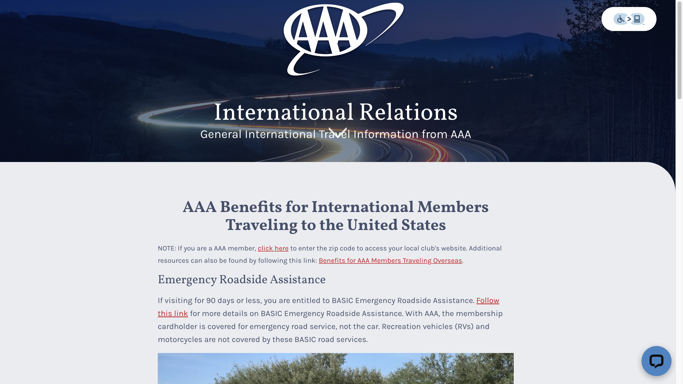 AAA
International Relations
General International Travel Information from AAA
AAA Benefits for International Members
Traveling to the United States
NOTE: If you are a AAA member, click here to enter the zip code to access your local club's website. Additional
resources can also be found by following this link: Benefits for AAA Members Traveling Overseas.
Emergency Roadside Assistance
If visiting for 90 days or less, you are entitled to BASIC Emergency Roadside Assistance. Follow
this link for more details on BASIC Emergency Roadside Assistance. With AAA, the membership
cardholder is covered for emergency road service, not the car. Recreation vehicles (RVs) and
motorcycles are not covered by these BASIC road services.